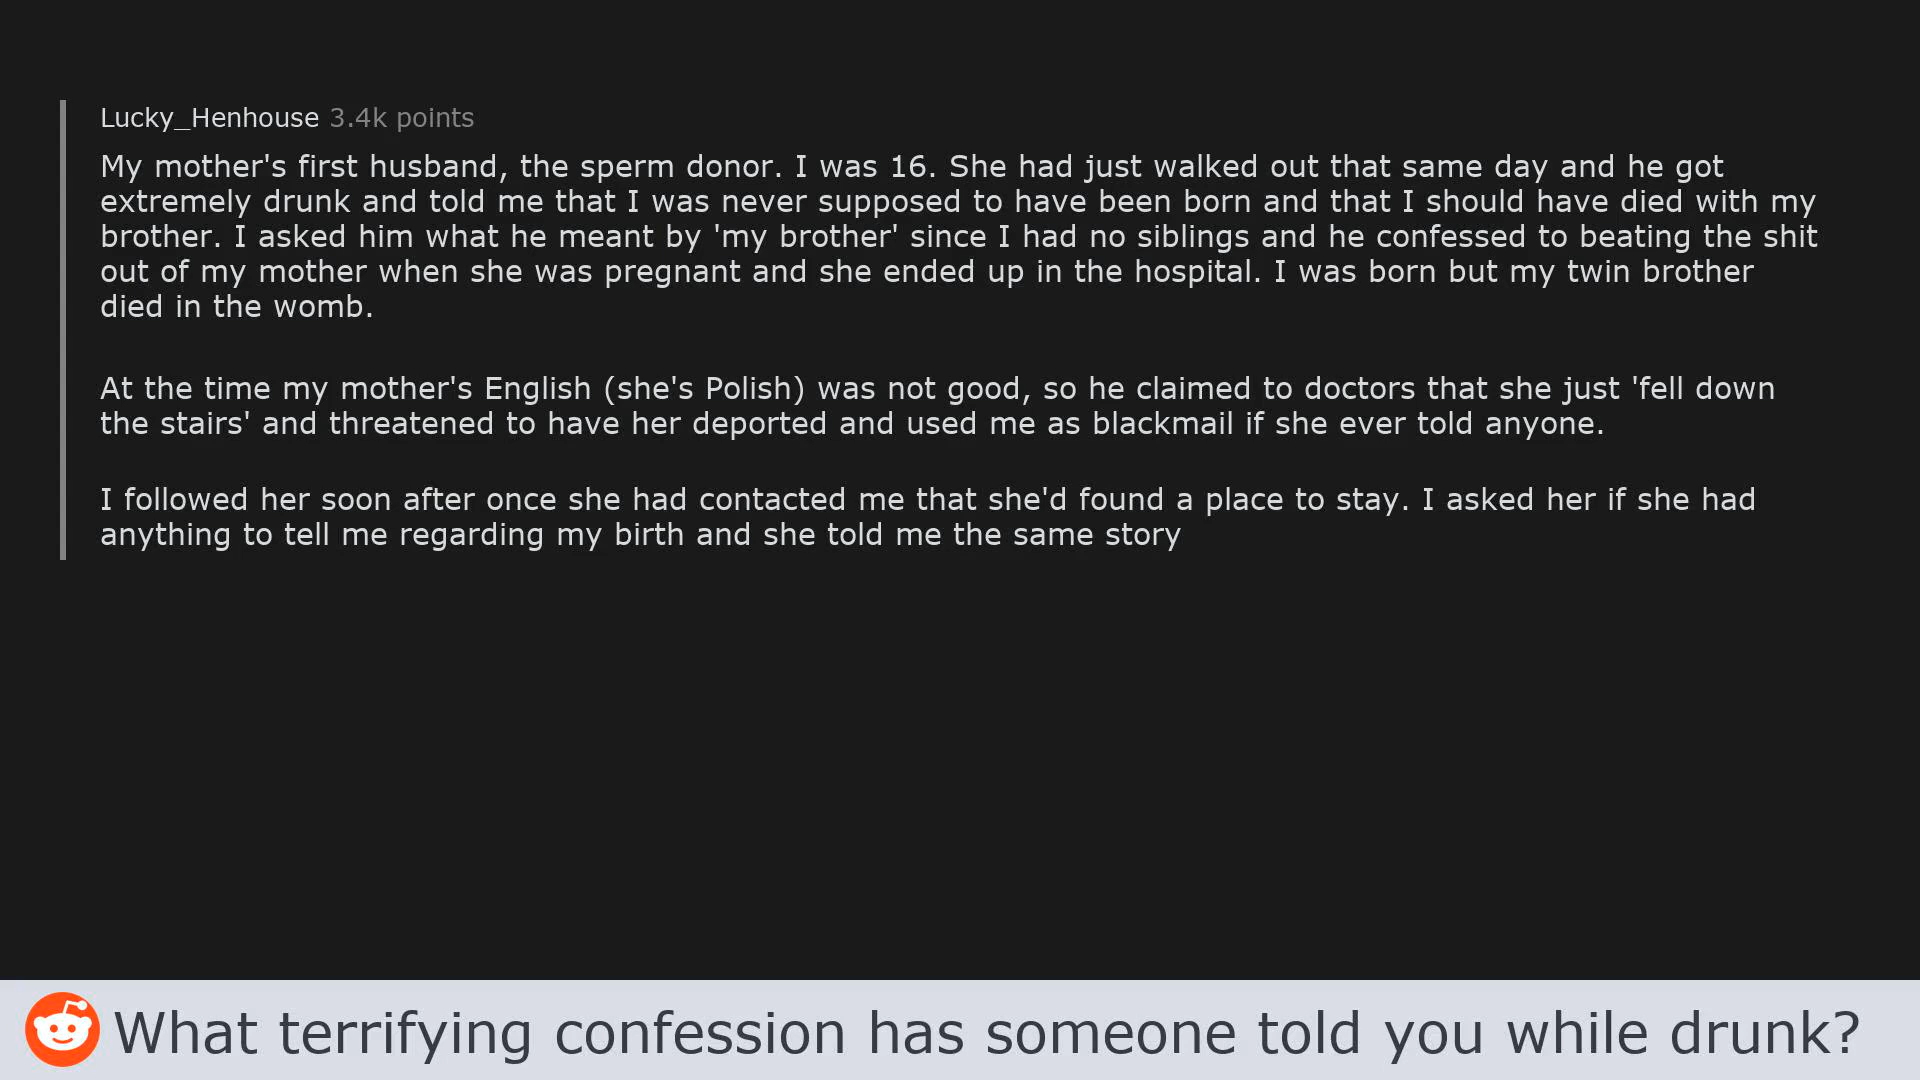 Lucky_Henhouse 3.4k points
My mother's first husband, the sperm donor. I was 16. She had just walked out that same day and he got
extremely drunk and told me that I was never supposed to have been born and that I should have died with my
brother. I asked him what he meant by 'my brother' since I had no siblings and he confessed to beating the shit
out of my mother when she was pregnant and she ended up in the hospital. I was born but my twin brother
died in the womb.
At the time my mother's English (she's Polish) was not good, so he claimed to doctors that she just 'fell down
the stairs' and threatened to have her deported and used me as blackmail if she ever told anyone.
I followed her soon after once she had contacted me that she'd found a place to stay. I asked her if she had
anything to tell me regarding my birth and she told me the same story
What terrifying confession has someone told you while drunk?